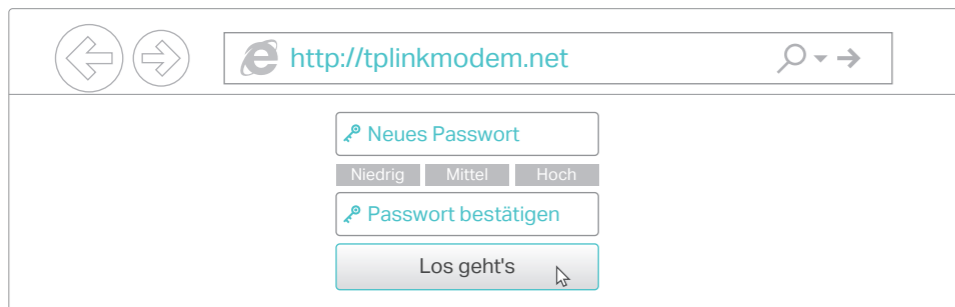 http://tplinkmodem.net
Neues Passwort
Niedrig Mittel Hoch
Passwort bestätigen
Los geht's